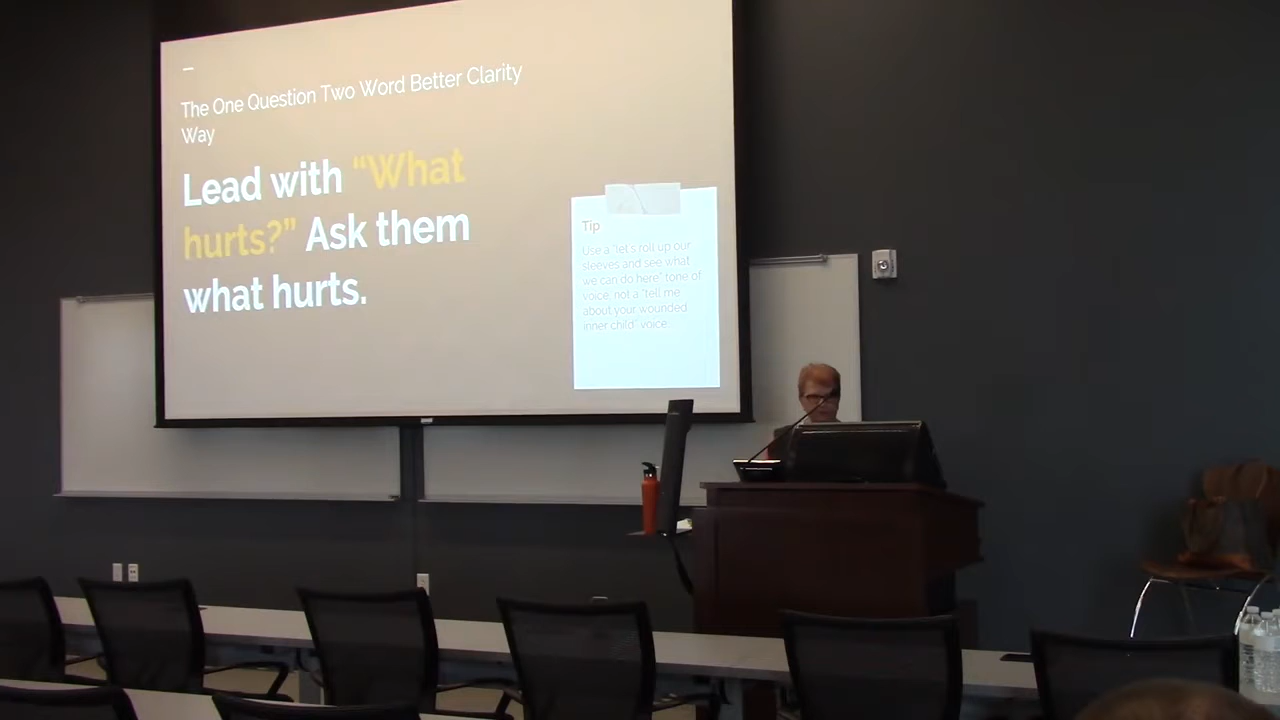 The One Question Two Word Better Clarity
Way
Lead with “What
hurts?” Ask them
what hurts.
Tip
Use a “let's roll up our
sleeves and see what
we can do here” tone of
voice, not a “tell me
about your wounded
inner child” voice.